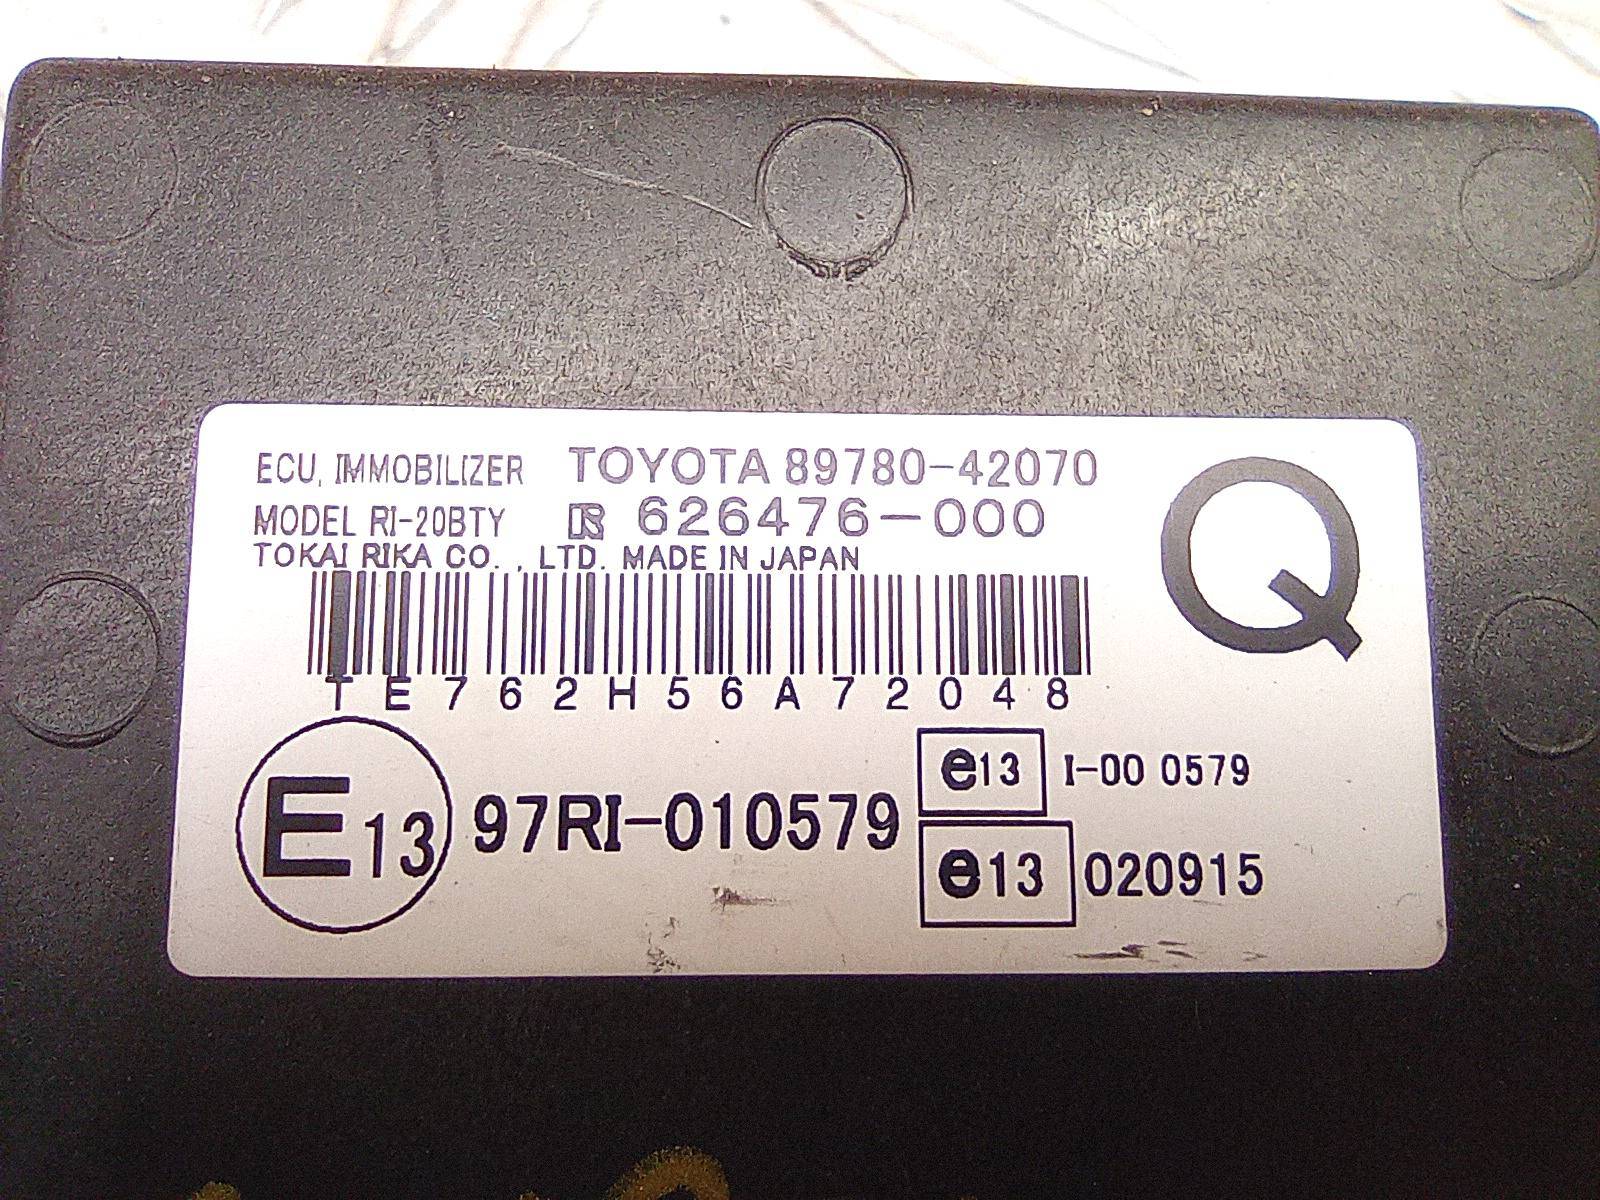 ECU, IMMOBILIZER TOYOTA 89780-42070
MODEL RI-20BTY 626476-000
TOKAI RIKA CO., LTD. MADE IN JAPAN
Q
TE762H56A72048
E13 97RI-010579
e13 I-00 0579
e13 020915